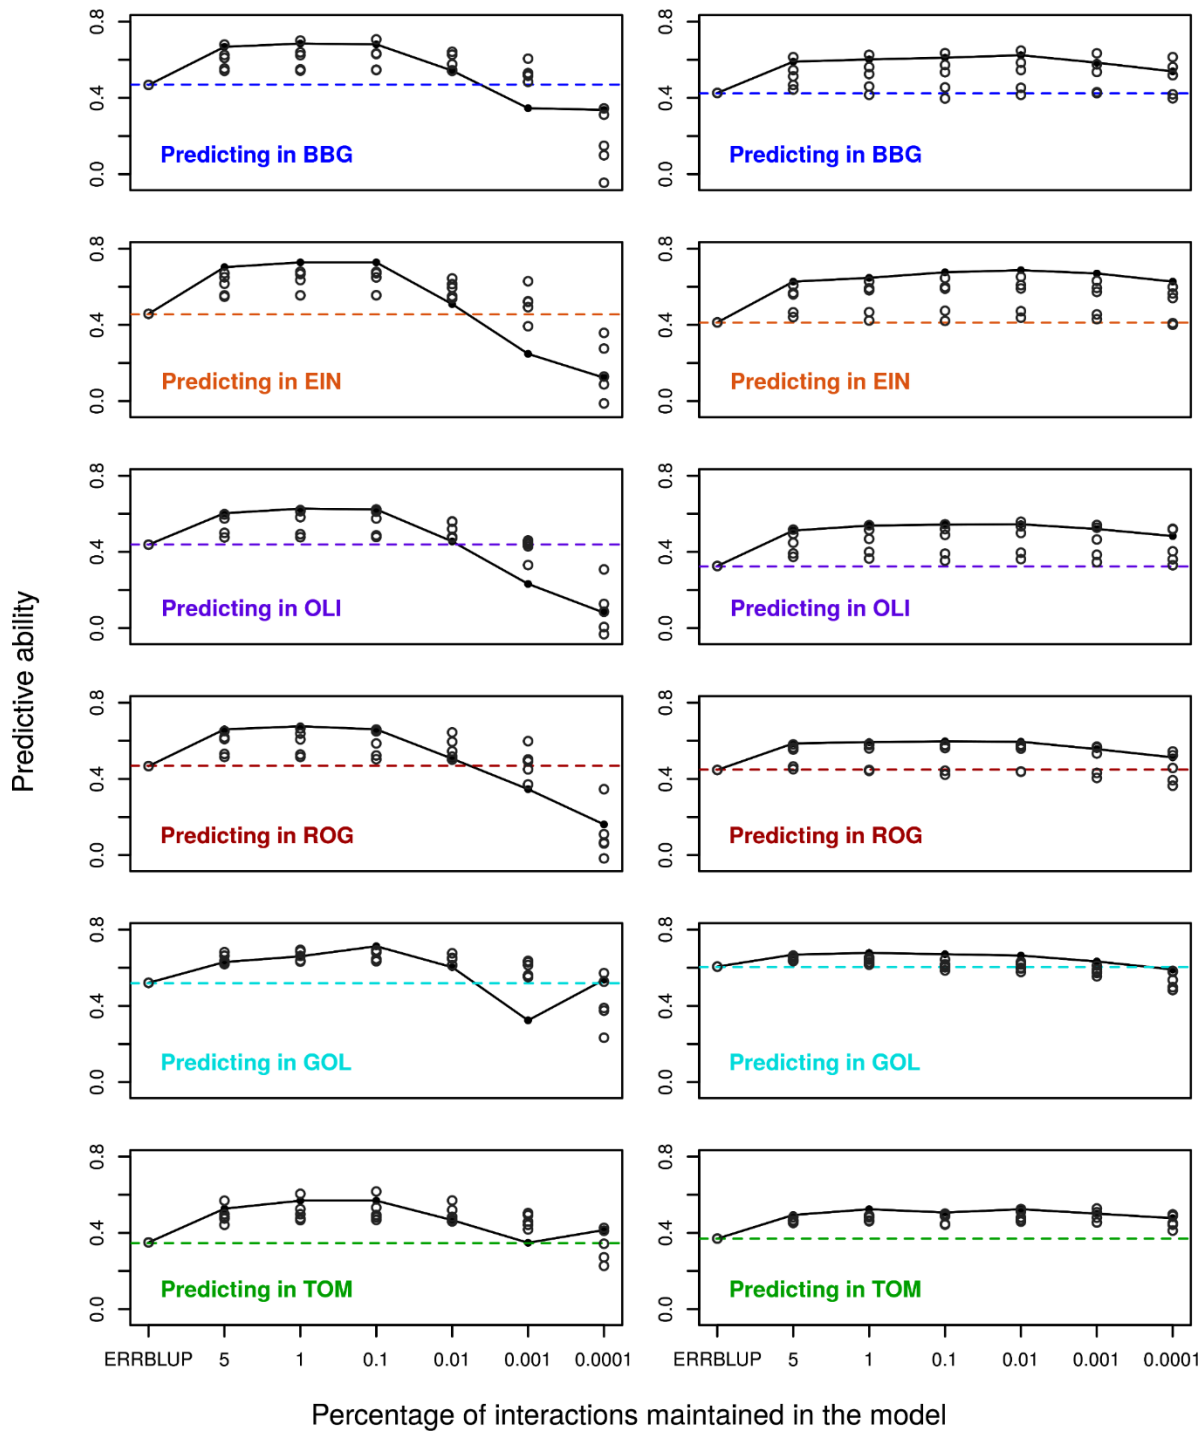 0.8
0.4
0.0
Predicting in BBG
0.8
0.4
0.0
Predicting in BBG
0.8
0.4
0.0
Predicting in EIN
0.8
0.4
0.0
Predicting in EIN
0.8
0.4
0.0
Predicting in OLI
0.8
0.4
0.0
Predicting in OLI
0.8
0.4
0.0
Predicting in ROG
0.8
0.4
0.0
Predicting in ROG
0.8
0.4
0.0
Predicting in GOL
0.8
0.4
0.0
Predicting in GOL
0.8
0.4
0.0
Predicting in TOM
0.8
0.4
0.0
Predicting in TOM
Predictive ability
ERRBLUP 5 1 0.1 0.01 0.001 0.0001
ERRBLUP 5 1 0.1 0.01 0.001 0.0001
Percentage of interactions maintained in the model